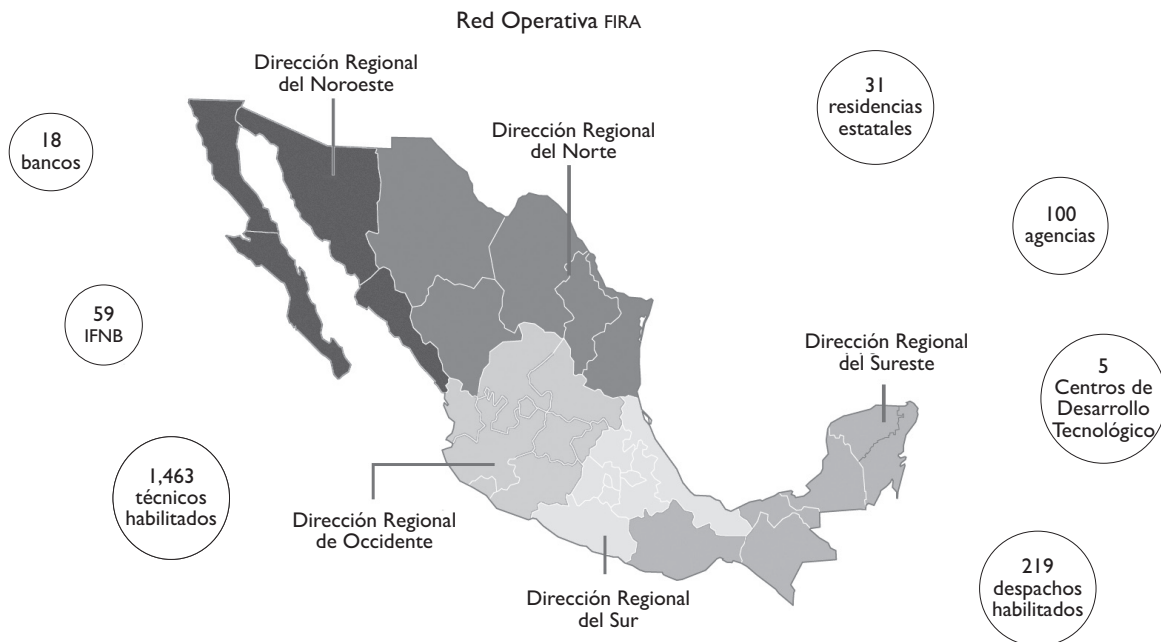 Red Operativa FIRA
Dirección Regional
del Noroeste
31
residencias
estatales
18
bancos
Dirección Regional
del Norte
100
agencias
59
IFNB
Dirección Regional
del Sureste
5
Centros de
Desarrollo
Tecnológico
1,463
técnicos
habilitados
Dirección Regional
de Occidente
219
despachos
habilitados
Dirección Regional
del Sur